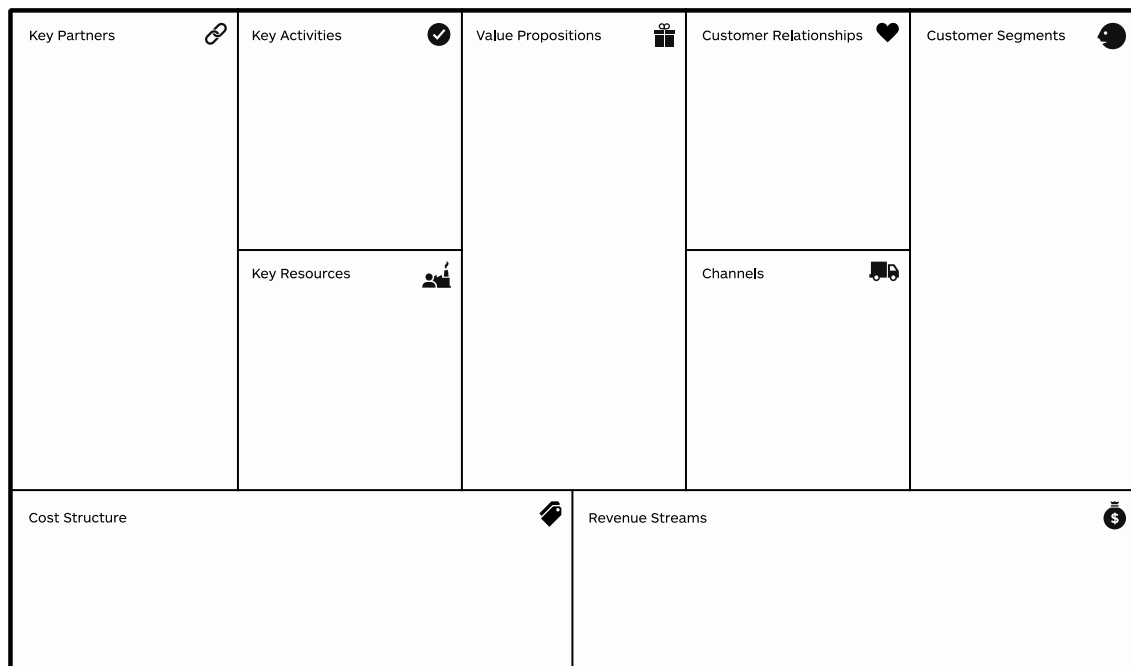 Key Partners
Key Activities
Value Propositions
Customer Relationships
Customer Segments
Key Resources
Channels
Cost Structure
Revenue Streams
$